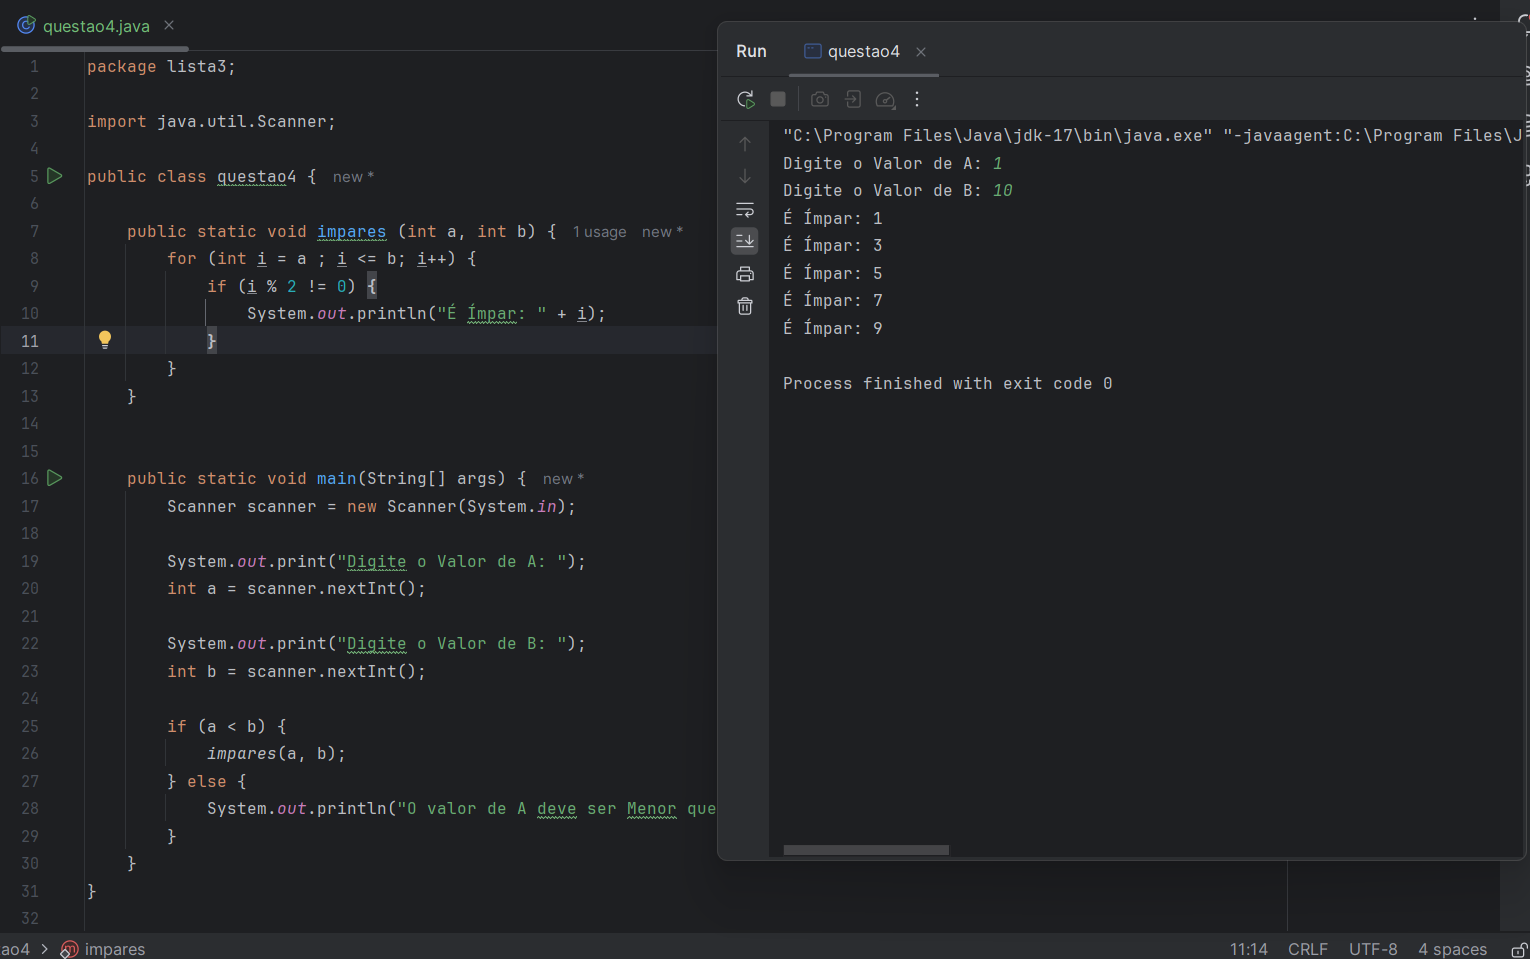 questao4.java
1 package lista3;
2
3 import java.util.Scanner;
4
5 public class questao4 { new *
6
7 public static void impares (int a, int b) { 1 usage new *
8 for (int i = a ; i <= b; i++) {
9 if (i % 2 != 0) {
10 System.out.println("É Ímpar: " + i);
11 }
12 }
13 }
14
15
16 public static void main(String[] args) { new *
17 Scanner scanner = new Scanner(System.in);
18
19 System.out.print("Digite o Valor de A: ");
20 int a = scanner.nextInt();
21
22 System.out.print("Digite o Valor de B: ");
23 int b = scanner.nextInt();
24
25 if (a < b) {
26 impares(a, b);
27 } else {
28 System.out.println("O valor de A deve ser Menor que
29 }
30 }
31 }
32
Run questao4
"C:\Program Files\Java\jdk-17\bin\java.exe" "-javaagent:C:\Program Files\J
Digite o Valor de A: 1
Digite o Valor de B: 10
É Ímpar: 1
É Ímpar: 3
É Ímpar: 5
É Ímpar: 7
É Ímpar: 9
Process finished with exit code 0
ao4 > impares 11:14 CRLF UTF-8 4 spaces